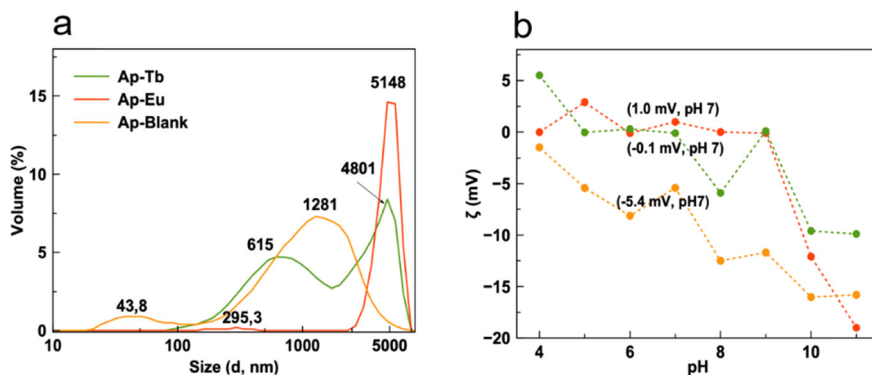 a
Ap-Tb
Ap-Eu
Ap-Blank
5148
4801
1281
615
43,8
295,3
15
10
5
0
Volume (%)
10
100
1000
5000
Size (d, nm)
b
(1.0 mV, pH 7)
(-0.1 mV, pH 7)
(-5.4 mV, pH7)
5
0
−5
−10
−15
−20
ζ (mV)
4
6
8
10
pH